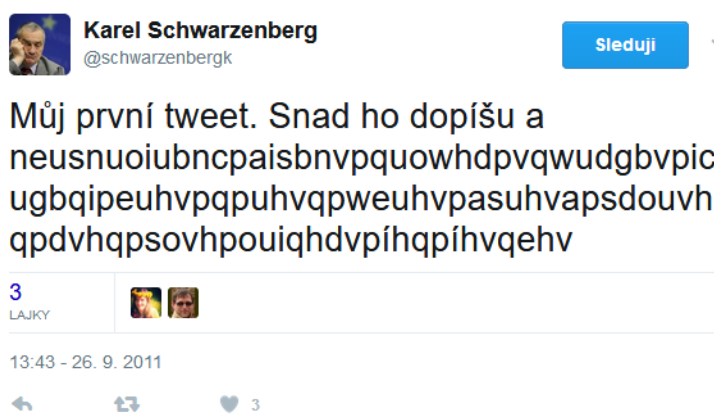 Karel Schwarzenberg
@schwarzenbergk
Sleduji
Můj první tweet. Snad ho dopíšu a
neusnuoiubncpaisbnvpquowhdpvqwudgbvpic
ugbqipeuhvpqpuhvqpweuhvpasuhvapsdouvh
qpdvhqpsovhpouiqhdvpíhqpíhvqehv
3
LAJKY
13:43 - 26. 9. 2011
3